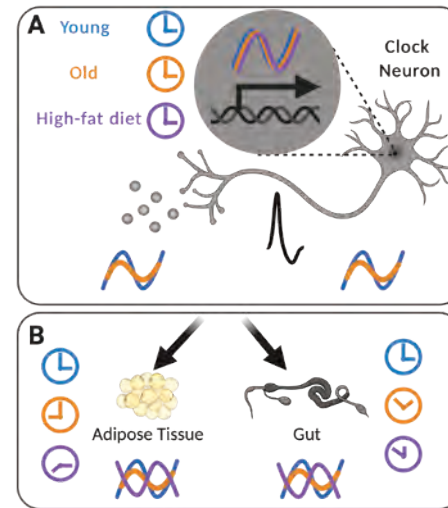 A
Young
Old
High-fat diet
Clock
Neuron
B
Adipose Tissue
Gut